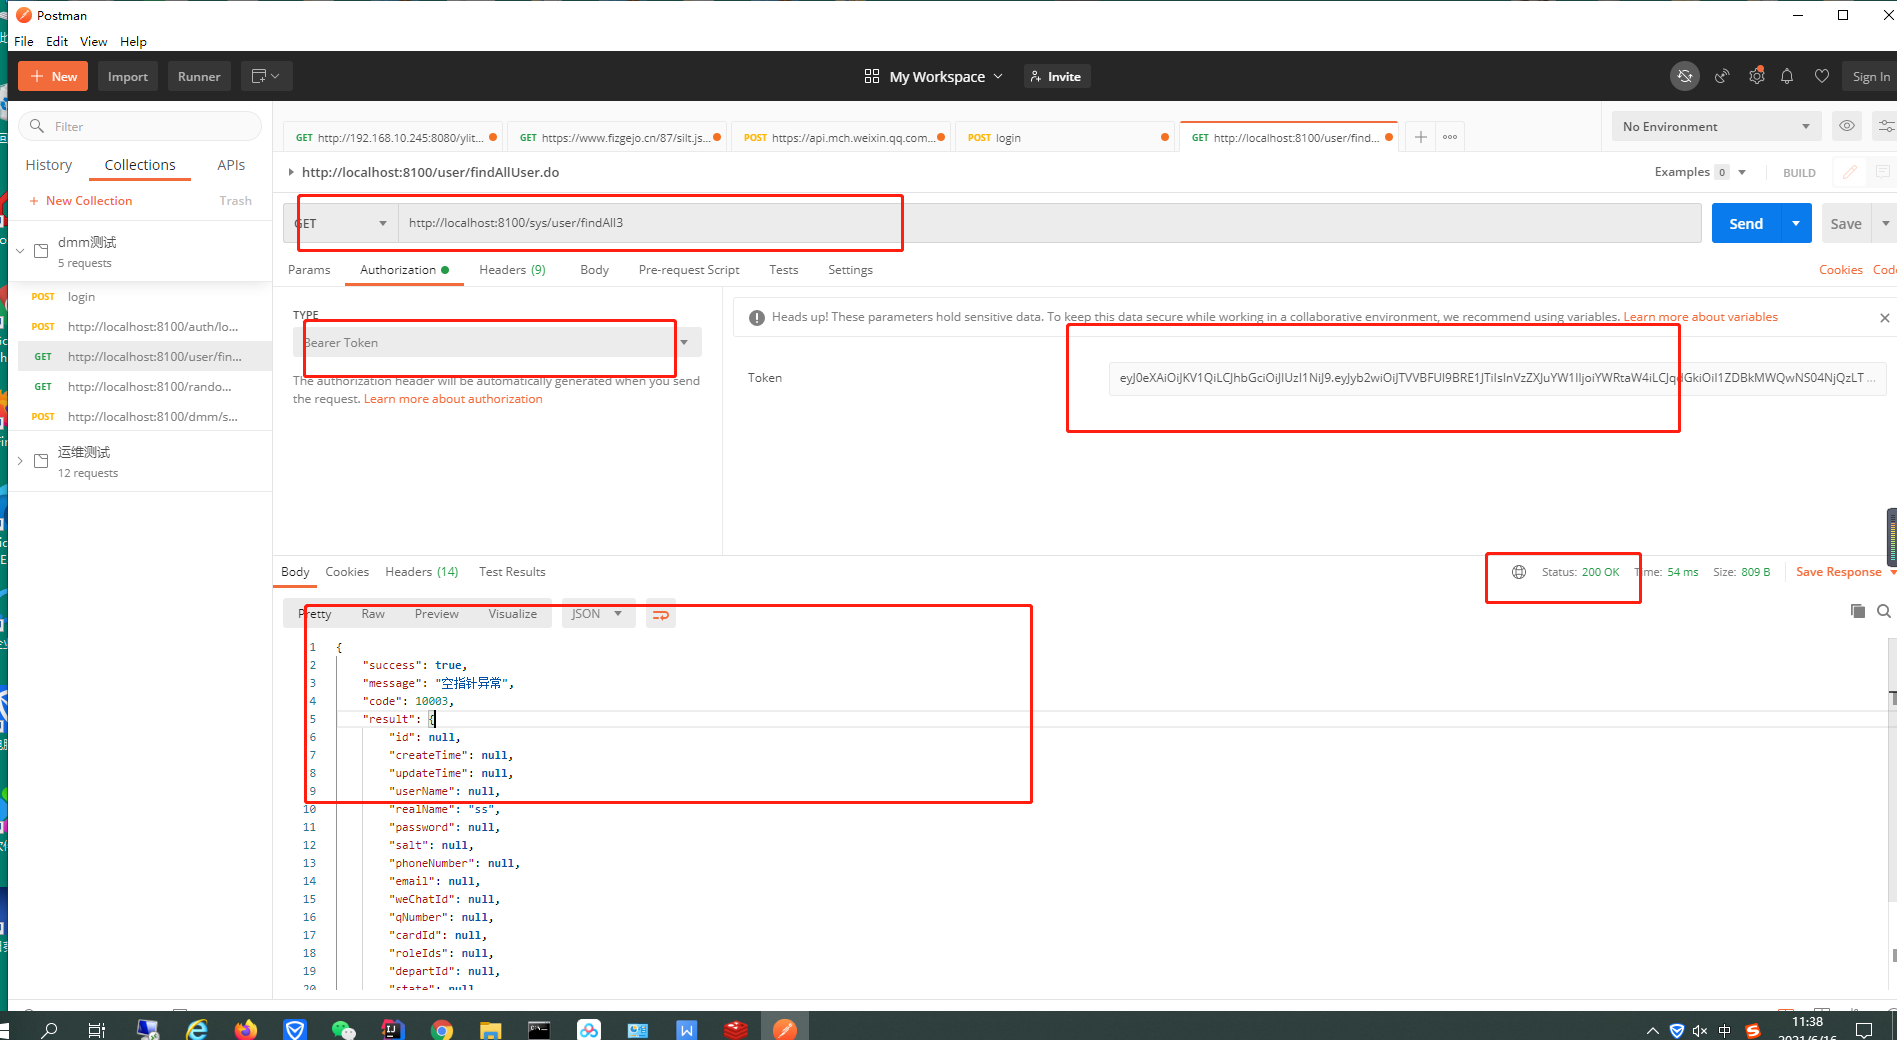 Postman
File Edit View Help
New Import Runner My Workspace Invite Sign In
Filter
History Collections APIs
New Collection Trash
dmm测试
5 requests
POST login
POST http://localhost:8100/auth/lo...
GET http://localhost:8100/user/fin...
GET http://localhost:8100/rando...
POST http://localhost:8100/dmm/s...
运维测试
12 requests
GET http://192.168.10.245:8080/ylit... GET https://www.fizgejo.cn/87/silt.js... POST https://api.mch.weixin.qq.com... POST login GET http://localhost:8100/user/find... No Environment
http://localhost:8100/user/findAllUser.do Examples 0 BUILD
GET http://localhost:8100/sys/user/findAll3 Send Save
Params Authorization Headers (9) Body Pre-request Script Tests Settings Cookies Code
TYPE
Bearer Token
The authorization header will be automatically generated when you send
the request. Learn more about authorization
Heads up! These parameters hold sensitive data. To keep this data secure while working in a collaborative environment, we recommend using variables. Learn more about variables
Token
Body Cookies Headers (14) Test Results Status: 200 OK Time: 54 ms Size: 809 B Save Response
Pretty Raw Preview Visualize JSON
1 {
2 "success": true,
3 "message": "空指针异常",
4 "code": 10003,
5 "result": {
6 "id": null,
7 "createTime": null,
8 "updateTime": null,
9 "userName": null,
10 "realName": "ss",
11 "password": null,
12 "salt": null,
13 "phoneNumber": null,
14 "email": null,
15 "weChatId": null,
16 "qNumber": null,
17 "cardId": null,
18 "roleIds": null,
19 "departId": null,
20 "state": null
中
11:38
2021/6/16